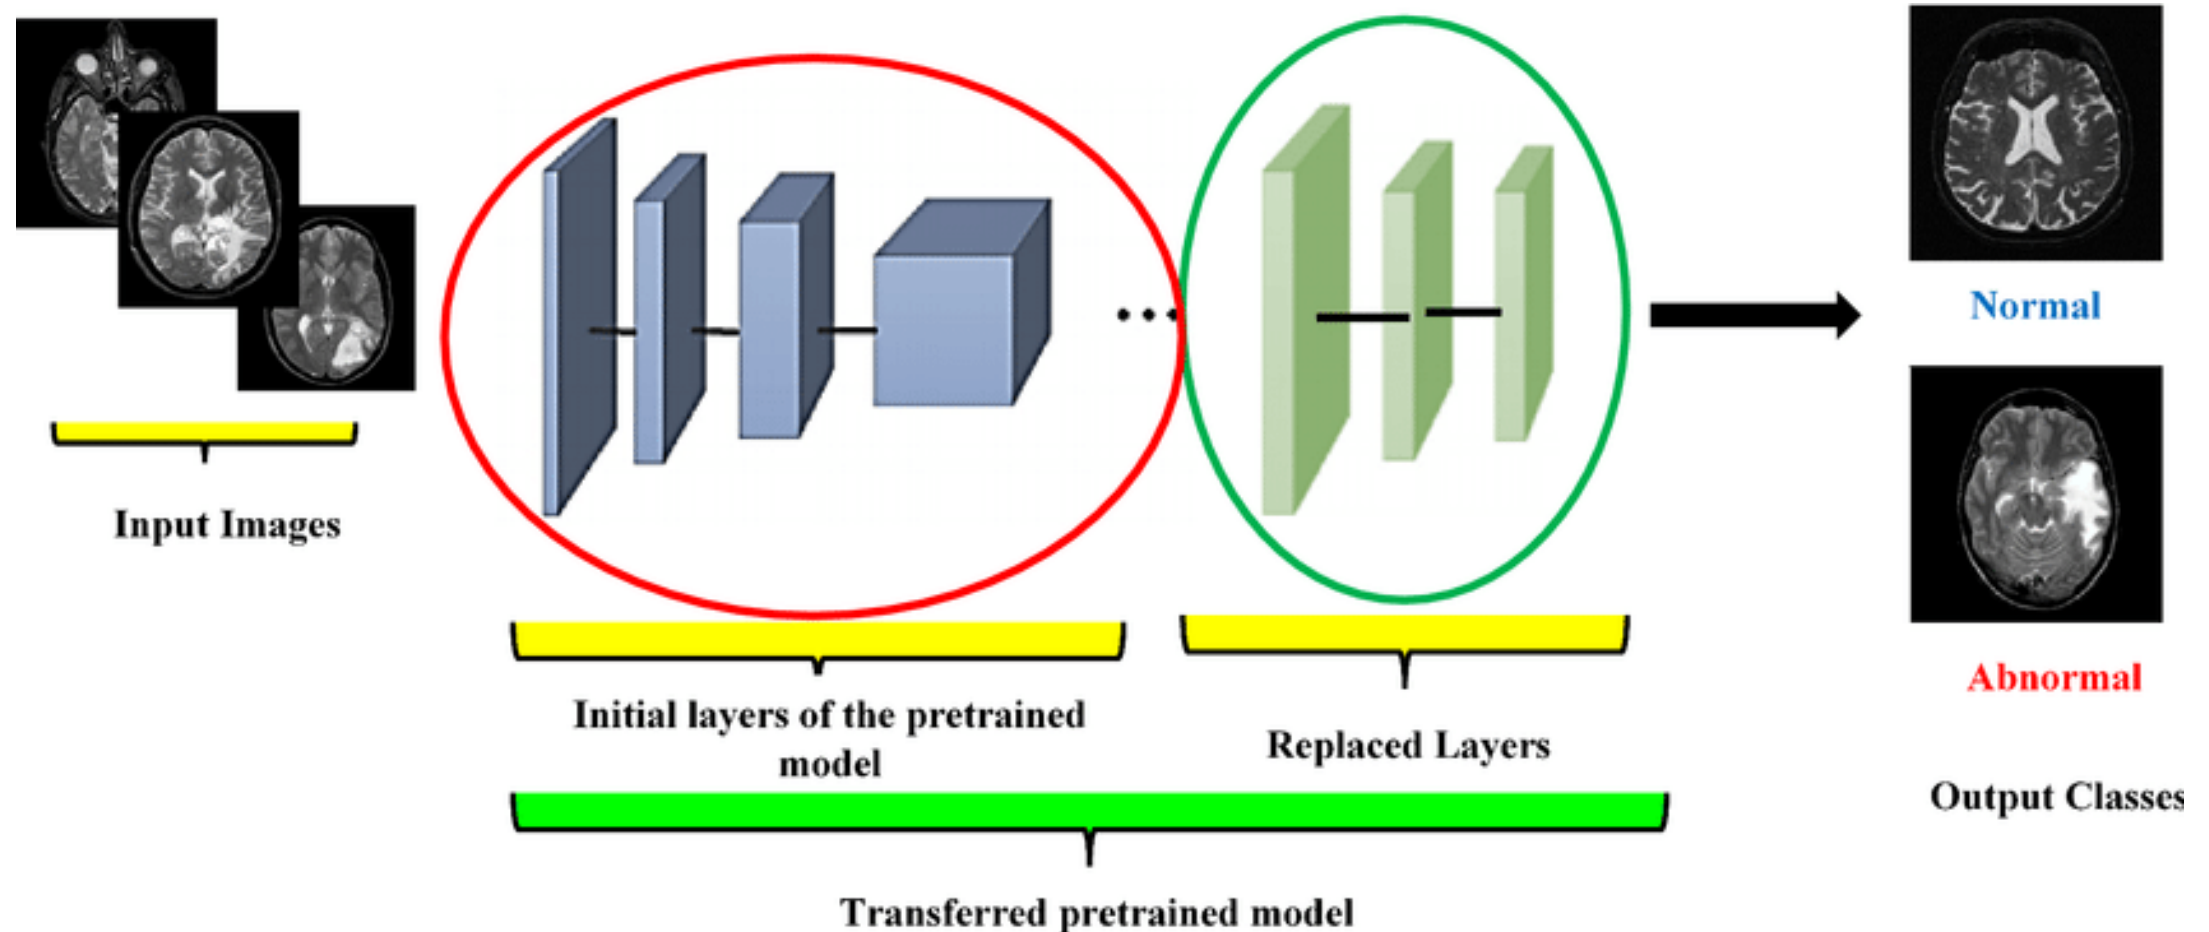 Input Images
Initial layers of the pretrained
model
Replaced Layers
Transferred pretrained model
Normal
Abnormal
Output Classes